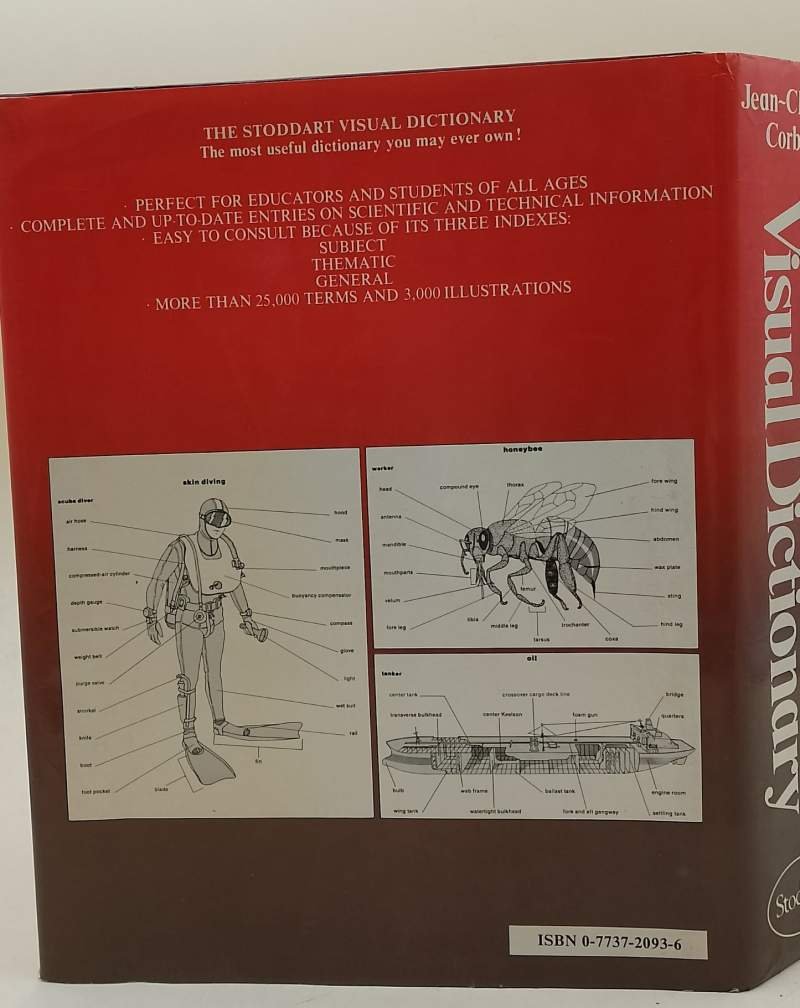 THE STODDART VISUAL DICTIONARY
The most useful dictionary you may ever own!
· PERFECT FOR EDUCATORS AND STUDENTS OF ALL AGES
· COMPLETE AND UP-TO-DATE ENTRIES ON SCIENTIFIC AND TECHNICAL INFORMATION
· EASY TO CONSULT BECAUSE OF ITS THREE INDEXES:
SUBJECT
THEMATIC
GENERAL
· MORE THAN 25,000 TERMS AND 3,000 ILLUSTRATIONS
skin diving
scuba diver
air hose
harness
compressed-air cylinder
depth gauge
submersible watch
weight belt
purge valve
snorkel
knife
boot
foot pocket
blade
fin
hood
mask
mouthpiece
buoyancy compensator
compass
glove
light
wet suit
rail
honeybee
worker
head
compound eye
thorax
fore wing
antenna
hind wing
mandible
abdomen
mouthparts
wax plate
velum
femur
sting
fore leg
tibia
middle leg
tarsus
trochanter
coxa
hind leg
oil
tanker
center tank
crossover cargo deck line
bridge
transverse bulkhead
center Keelson
foam gun
quarters
bulb
web frame
ballast tank
engine room
wing tank
watertight bulkhead
fore and aft gangway
settling tank
ISBN 0-7737-2093-6
Jean-Cl
Corb
Visual Dictionary
Stod